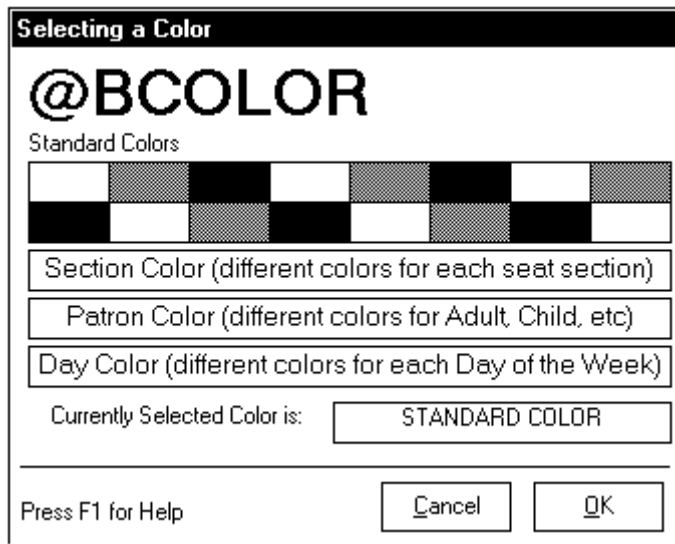 Selecting a Color
@BCOLOR
Standard Colors
Section Color (different colors for each seat section)
Patron Color (different colors for Adult, Child, etc)
Day Color (different colors for each Day of the Week)
Currently Selected Color is: STANDARD COLOR
Press F1 for Help Cancel OK